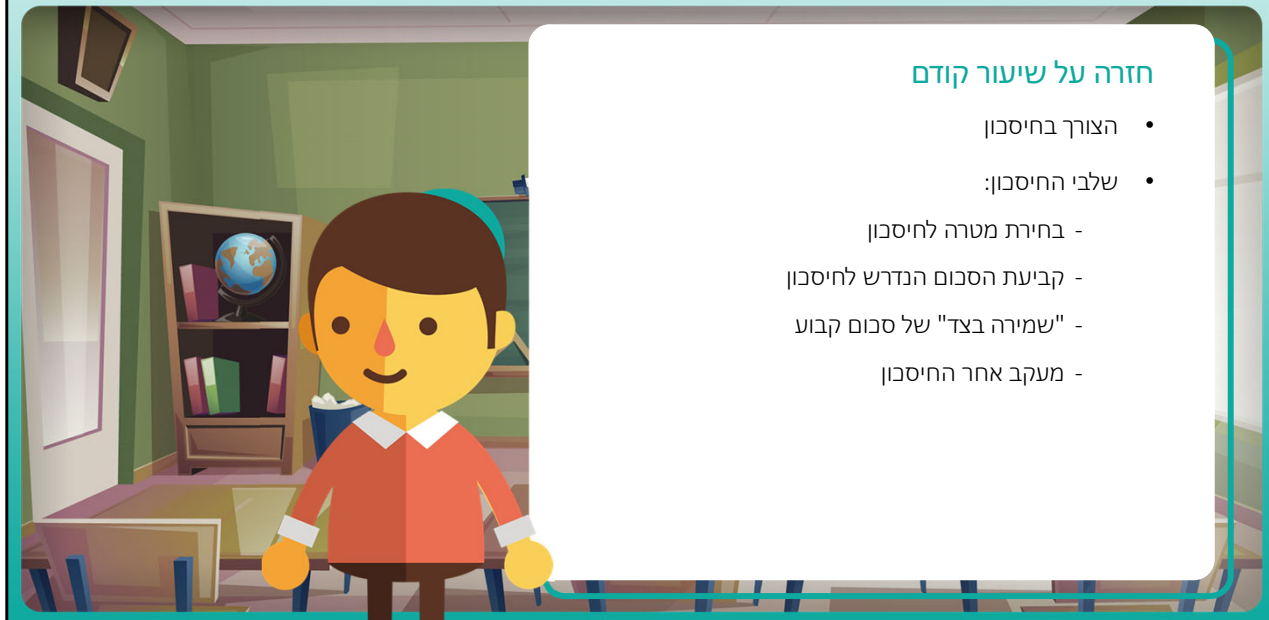 חזרה על שיעור קודם
• הצורך בחיסכון
• שלבי החיסכון:
- בחירת מטרה לחיסכון
- קביעת הסכום הנדרש לחיסכון
- "שמירה בצד" של סכום קבוע
- מעקב אחר החיסכון